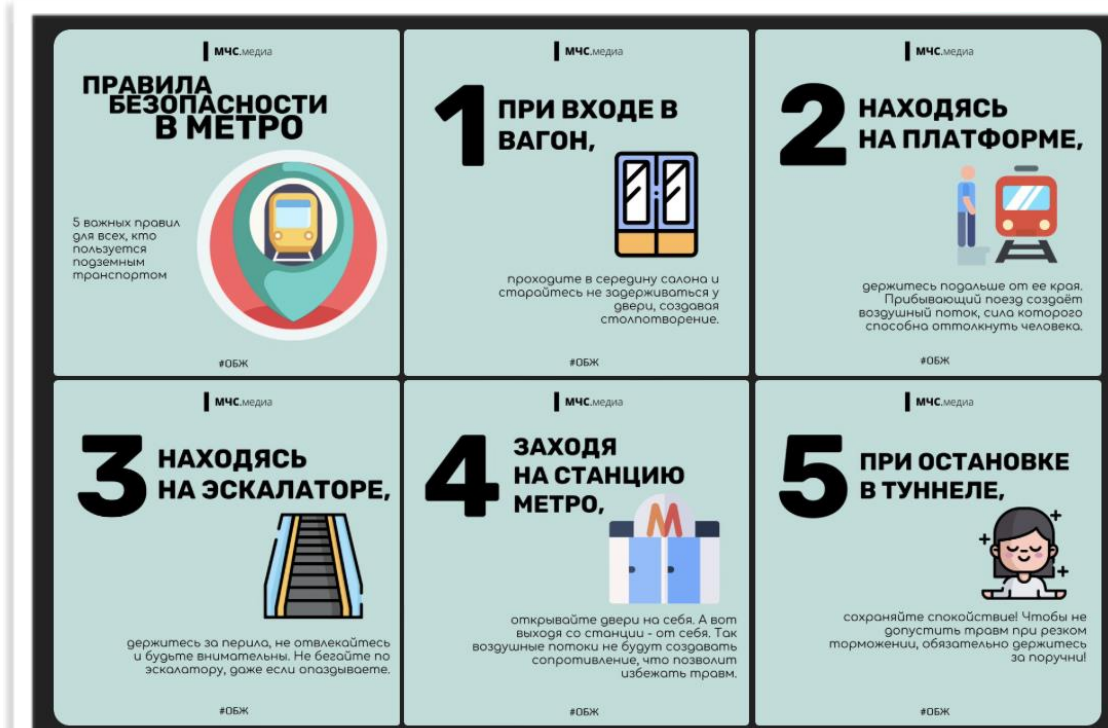 МЧС.медиа
ПРАВИЛА
БЕЗОПАСНОСТИ
В МЕТРО
5 важных правил
для всех, кто
пользуется
подземным
транспортом
#ОБЖ
МЧС.медиа
1
ПРИ ВХОДЕ В
ВАГОН,
проходите в середину салона и
старайтесь не задерживаться у
двери, создавая
столпотворение.
#ОБЖ
МЧС.медиа
2
НАХОДЯСЬ
НА ПЛАТФОРМЕ,
держитесь подальше от ее края.
Прибывающий поезд создаёт
воздушный поток, сила которого
способна оттолкнуть человека.
#ОБЖ
МЧС.медиа
3
НАХОДЯСЬ
НА ЭСКАЛАТОРЕ,
держитесь за перила, не отвлекайтесь
и будьте внимательны. Не бегайте по
эскалатору, даже если опаздываете.
#ОБЖ
МЧС.медиа
4
ЗАХОДЯ
НА СТАНЦИЮ
МЕТРО,
М
открывайте двери на себя. А вот
выходя со станции - от себя. Так
воздушные потоки не будут создавать
сопротивление, что позволит
избежать травм.
#ОБЖ
МЧС.медиа
5
ПРИ ОСТАНОВКЕ
В ТУННЕЛЕ,
сохраняйте спокойствие! Чтобы не
допустить травм при резком
торможении, обязательно держитесь
за поручни!
#ОБЖ